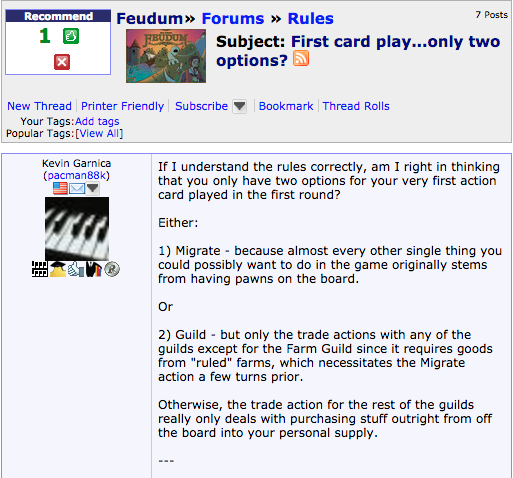 Recommend
1
Feudum» Forums » Rules
7 Posts
FEUDUM
Subject: First card play...only two
options?
New Thread | Printer Friendly | Subscribe | Bookmark | Thread Rolls
Your Tags:Add tags
Popular Tags:[View All]
Kevin Garnica
(pacman88k)
If I understand the rules correctly, am I right in thinking
that you only have two options for your very first action
card played in the first round?
Either:
1) Migrate - because almost every other single thing you
could possibly want to do in the game originally stems
from having pawns on the board.
Or
2) Guild - but only the trade actions with any of the
guilds except for the Farm Guild since it requires goods
from "ruled" farms, which necessitates the Migrate
action a few turns prior.
Otherwise, the trade action for the rest of the guilds
really only deals with purchasing stuff outright from off
the board into your personal supply.
---